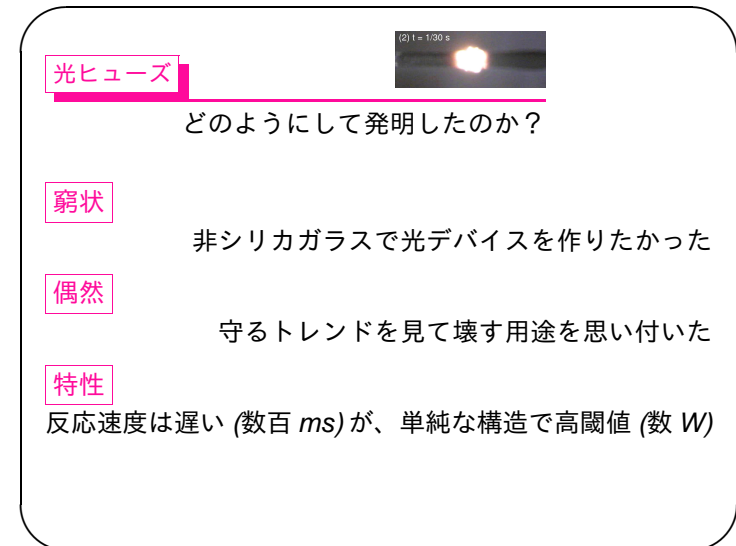 (2) t = 1/30 s
光ヒューズ
どのようにして発明したのか？
窮状
非シリカガラスで光デバイスを作りたかった
偶然
守るトレンドを見て壊す用途を思い付いた
特性
反応速度は遅い (数百 ms) が、単純な構造で高閾値 (数 W)